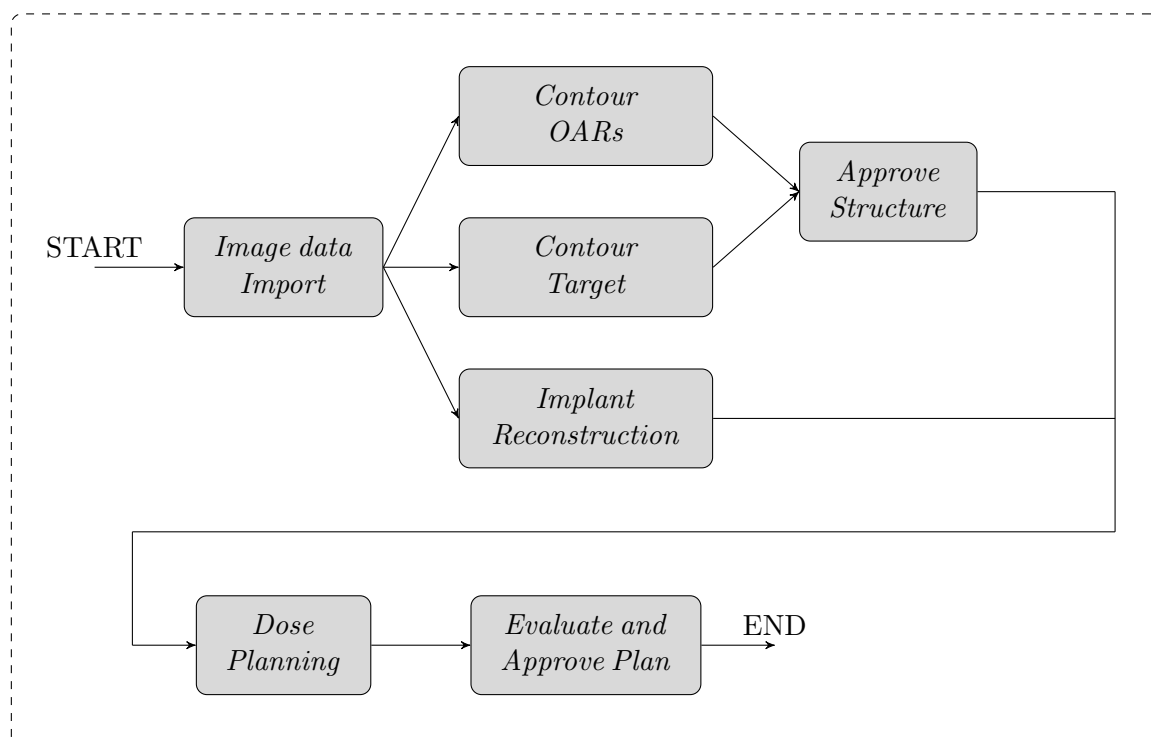 START
Image data
Import
Contour
OARs
Contour
Target
Implant
Reconstruction
Approve
Structure
Dose
Planning
Evaluate and
Approve Plan
END